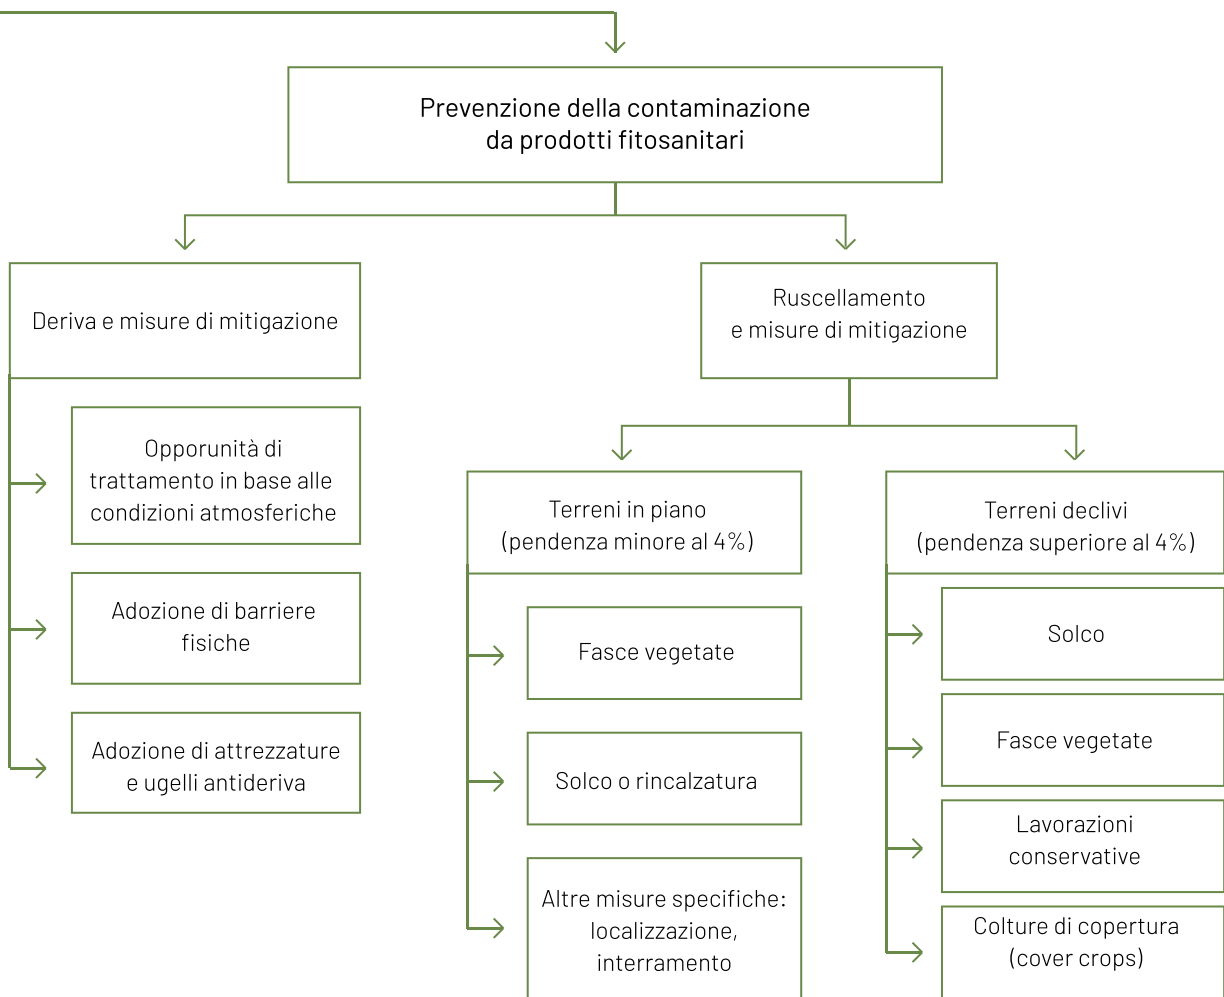 Prevenzione della contaminazione
da prodotti fitosanitari
Deriva e misure di mitigazione
Opporunità di
trattamento in base alle
condizioni atmosferiche
Adozione di barriere
fisiche
Adozione di attrezzature
e ugelli antideriva
Ruscellamento
e misure di mitigazione
Terreni in piano
(pendenza minore al 4%)
Fasce vegetate
Solco o rincalzatura
Altre misure specifiche:
localizzazione,
interramento
Terreni declivi
(pendenza superiore al 4%)
Solco
Fasce vegetate
Lavorazioni
conservative
Colture di copertura
(cover crops)